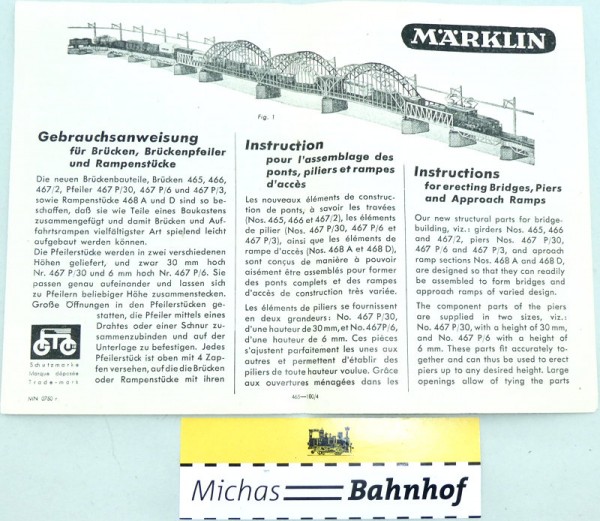 MÄRKLIN
Fig. 1
Gebrauchsanweisung
für Brücken, Brückenpfeiler
und Rampenstücke
Die neuen Brückenbauteile, Brücken 465, 466,
467/2, Pfeiler 467 P/30, 467 P/6 und 467 P/3,
sowie Rampenstücke 468 A und D sind so be-
schaffen, daß sie wie Teile eines Baukastens
zusammengefügt und damit Brücken und Auf-
fahrtsrampen vielfältigster Art spielend leicht
aufgebaut werden können.
Die Pfeilerstücke werden in zwei verschiedenen
Höhen geliefert, und zwar 30 mm hoch
Nr. 467 P/30 und 6 mm hoch Nr. 467 P/6. Sie
passen genau aufeinander und lassen sich
zu Pfeilern beliebiger Höhe zusammenstecken.
Große Öffnungen in den Pfeilerstücken ge-
statten, die Pfeiler mittels eines
Drahtes oder einer Schnur zu-
sammenzubinden und auf der
Unterlage zu befestigen. Jedes
Pfeilerstück ist oben mit 4 Zap-
fen versehen, auf die die Brücken
oder Rampenstücke mit ihren
Schutzmarke
Marque déposée
Trade-mark
MN 0760 r
Instruction
pour l'assemblage des
ponts, piliers et rampes
d'accès
Les nouveaux éléments de construc-
tion de ponts, à savoir les travées
(Nos. 465, 466 et 467/2), les éléments
de pilier (Nos. 467 P/30, 467 P/6 et
467 P/3), ainsi que les éléments de
rampe d'accès (Nos. 468 A et 468 D),
sont conçus de manière à pouvoir
aisément être assemblés pour former
des ponts complets et des rampes
d'accès de construction très variée.
Les éléments de piliers se fournissent
en deux grandeurs: No. 467 P/30,
d'une hauteur de 30 mm, et No. 467 P/6,
d'une hauteur de 6 mm. Ces pièces
s'ajustent parfaitement les unes aux
autres et permettent d'établir des
piliers de toute hauteur voulue. Grâce
aux ouvertures ménagées dans les
Instructions
for erecting Bridges, Piers
and Approach Ramps
Our new structural parts for bridge-
building, viz.: girders Nos. 465, 466
and 467/2, piers Nos. 467 P/30,
467 P/6 and 467 P/3, and aproach
ramp sections Nos. 468 A and 468 D,
are designed so that they can readily
be assembled to form bridges and
approach ramps of varied design.
The component parts of the piers
are supplied in two sizes, viz.:
No. 467 P/30, with a height of 30 mm,
and No. 467 P/6 with a height of
6 mm. These parts fit accurately to-
gether and can thus be used to erect
piers up to any desired height. Large
openings allow of tying the parts
Michas Bahnhof